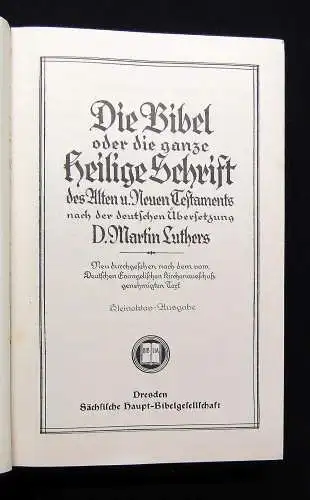 Die Bibel
oder die ganze
Heilige Schrift
des Alten u. Neuen Testaments
nach der deutschen Übersetzung
D. Martin Luthers
Neu durchgesehen nach dem vom
Deutschen Evangelischen Kirchenausschuß
genehmigten Text
Kleinoktav-Ausgabe
BIBLIA
Dresden
Sächsische Haupt-Bibelgesellschaft